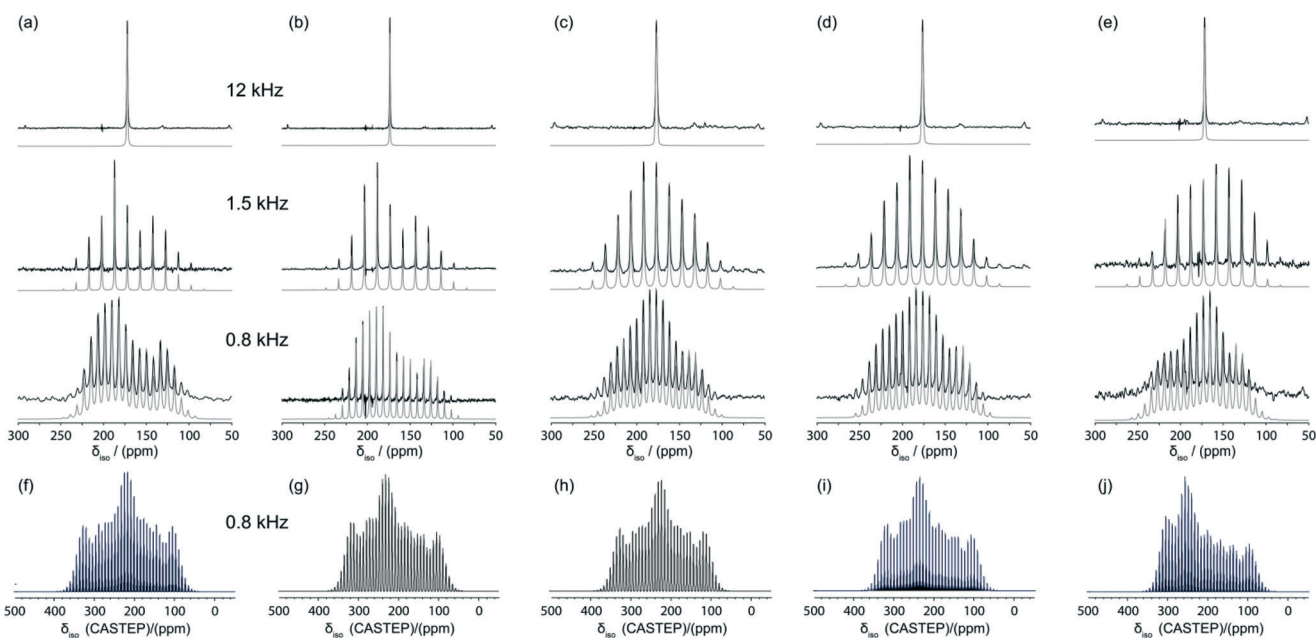 (a) (b) (c) (d) (e)
12 kHz
1.5 kHz
0.8 kHz
300 250 200 150 100 50 300 250 200 150 100 50 300 250 200 150 100 50 300 250 200 150 100 50 300 250 200 150 100 50
δiso / (ppm) δiso / (ppm) δiso / (ppm) δiso / (ppm) δiso / (ppm)
(f) (g) (h) (i) (j)
0.8 kHz
500 400 300 200 100 0 500 400 300 200 100 0 500 400 300 200 100 0 500 400 300 200 100 0 500 400 300 200 100 0
δiso (CASTEP)/(ppm) δiso (CASTEP)/(ppm) δiso (CASTEP)/(ppm) δiso (CASTEP)/(ppm) δiso (CASTEP)/(ppm)